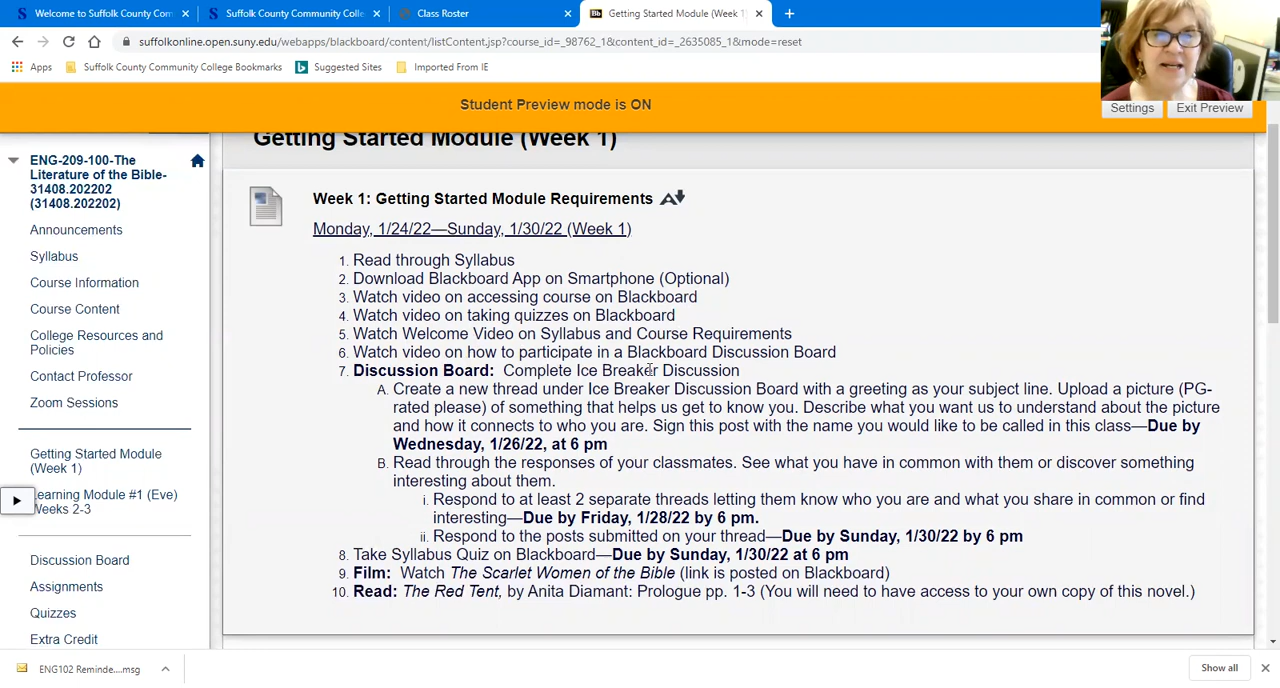 Welcome to Suffolk County Com
Suffolk County Community Colle
Class Roster
Getting Started Module (Week 1)
suffolkonline.open.suny.edu/webapps/blackboard/content/listContent.jsp?course_id=_98762_1&content_id=_2635085_1&mode=reset
Apps
Suffolk County Community College Bookmarks
Suggested Sites
Imported From IE
Student Preview mode is ON
Settings
Exit Preview
ENG-209-100-The
Literature of the Bible-
31408.202202
(31408.202202)
Announcements
Syllabus
Course Information
Course Content
College Resources and
Policies
Contact Professor
Zoom Sessions
Getting Started Module
(Week 1)
Learning Module #1 (Eve)
Weeks 2-3
Discussion Board
Assignments
Quizzes
Extra Credit
Getting Started Module (Week 1)
Week 1: Getting Started Module Requirements
Monday, 1/24/22—Sunday, 1/30/22 (Week 1)
1. Read through Syllabus
2. Download Blackboard App on Smartphone (Optional)
3. Watch video on accessing course on Blackboard
4. Watch video on taking quizzes on Blackboard
5. Watch Welcome Video on Syllabus and Course Requirements
6. Watch video on how to participate in a Blackboard Discussion Board
7. Discussion Board: Complete Ice Breaker Discussion
A. Create a new thread under Ice Breaker Discussion Board with a greeting as your subject line. Upload a picture (PG-
rated please) of something that helps us get to know you. Describe what you want us to understand about the picture
and how it connects to who you are. Sign this post with the name you would like to be called in this class—Due by
Wednesday, 1/26/22, at 6 pm
B. Read through the responses of your classmates. See what you have in common with them or discover something
interesting about them.
i. Respond to at least 2 separate threads letting them know who you are and what you share in common or find
interesting—Due by Friday, 1/28/22 by 6 pm.
ii. Respond to the posts submitted on your thread—Due by Sunday, 1/30/22 by 6 pm
8. Take Syllabus Quiz on Blackboard—Due by Sunday, 1/30/22 at 6 pm
9. Film: Watch The Scarlet Women of the Bible (link is posted on Blackboard)
10. Read: The Red Tent, by Anita Diamant: Prologue pp. 1-3 (You will need to have access to your own copy of this novel.)
ENG102 Reminde....msg
Show all